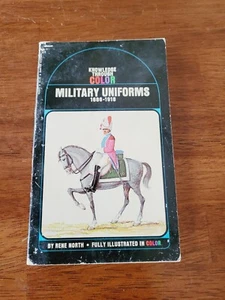 KNOWLEDGE
THROUGH
COLOR
MILITARY UNIFORMS
1686-1918
BY RENE NORTH • FULLY ILLUSTRATED IN COLOR